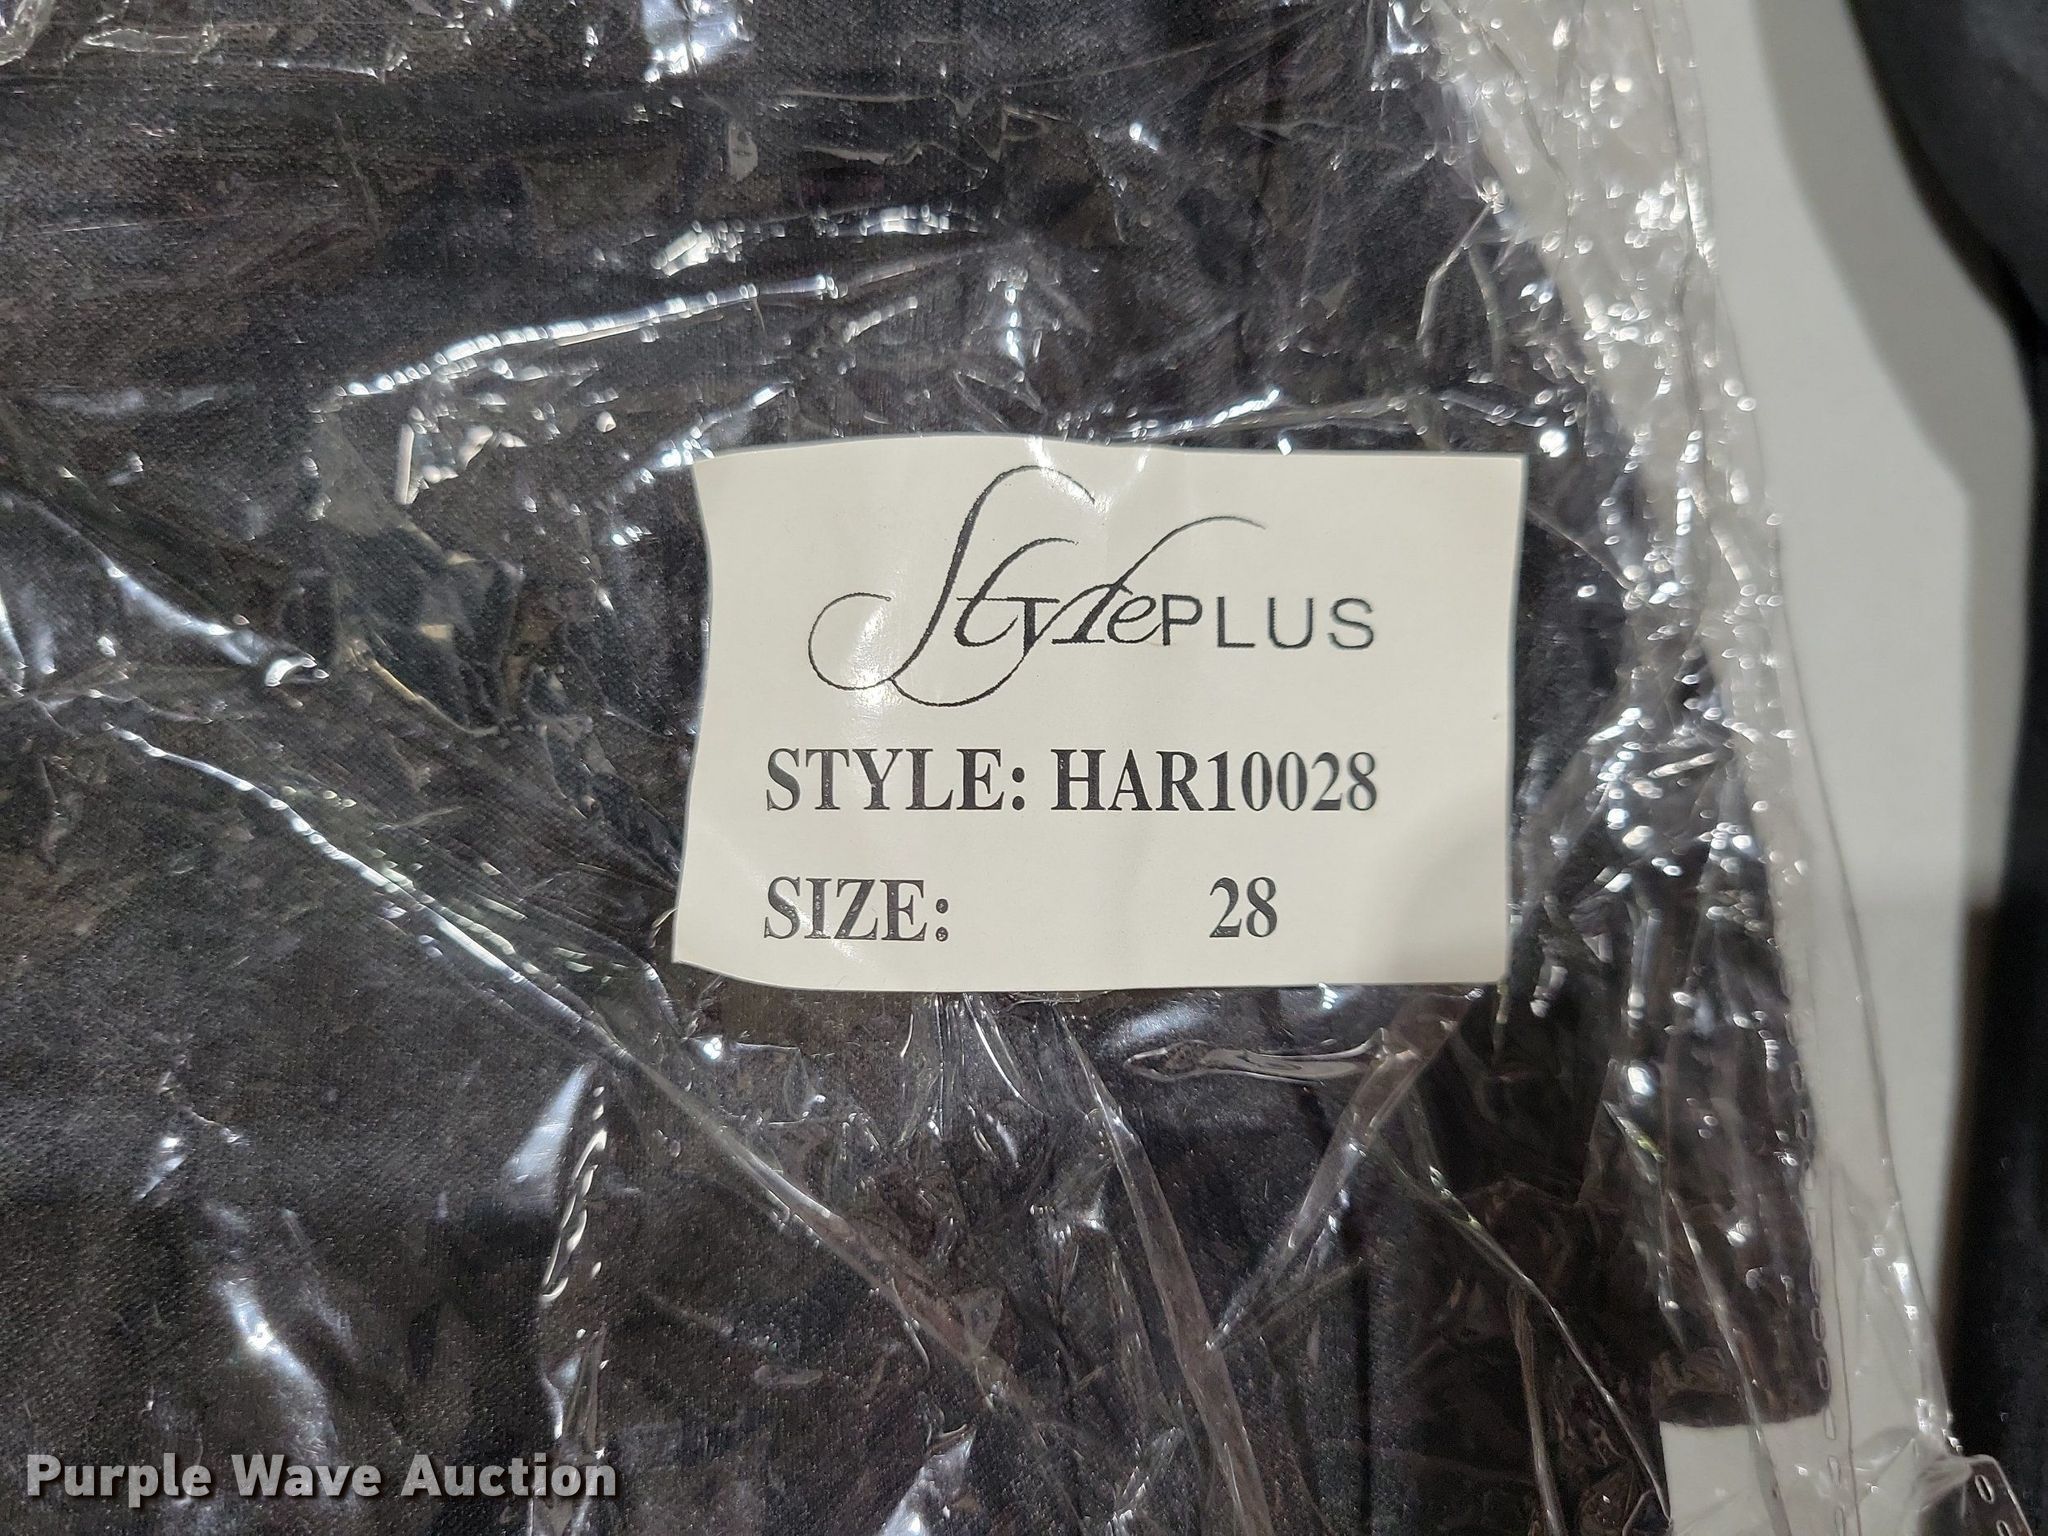 StylePLUS
STYLE: HAR10028
SIZE: 28
Purple Wave Auction